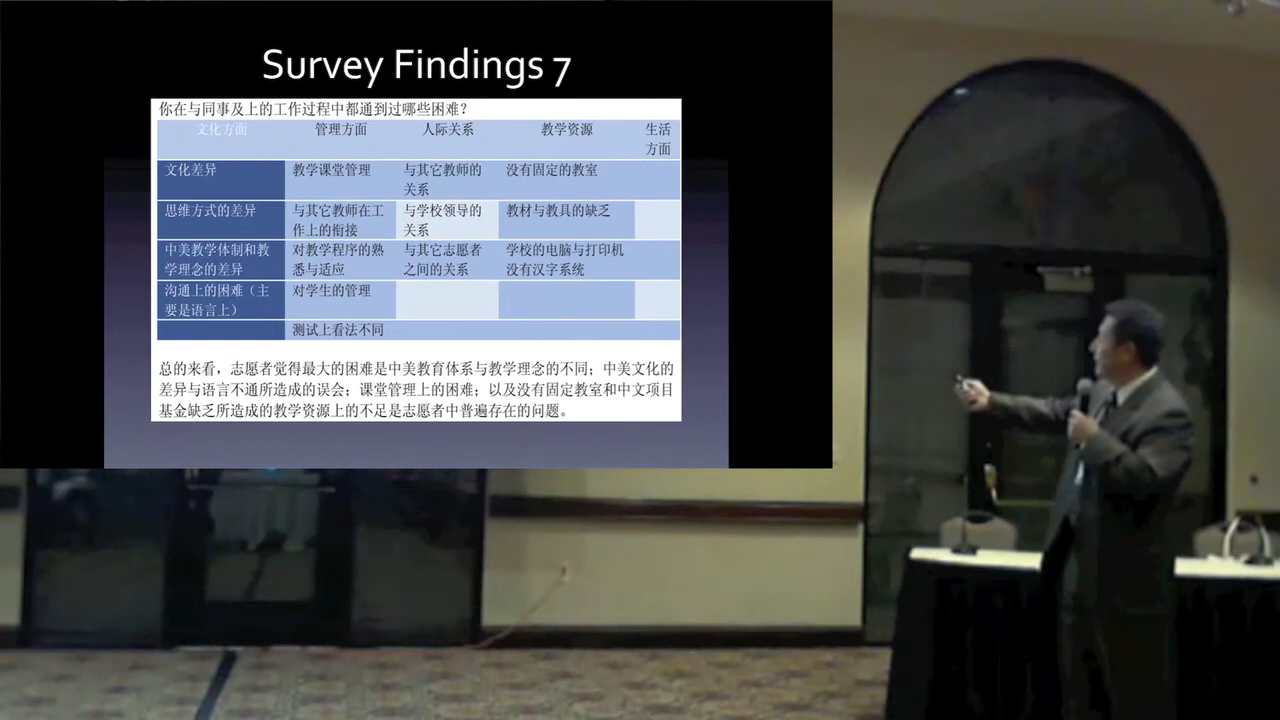 Survey Findings 7
你在与同事及上的工作过程中都通到过哪些困难？
文化方面 管理方面 人际关系 教学资源 生活
方面
文化差异 教学课堂管理 与其它教师的 没有固定的教室
关系
思维方式的差异 与其它教师在工 与学校领导的 教材与教具的缺乏
作上的衔接 关系
中美教学体制和教 对教学程序的熟 与其它志愿者 学校的电脑与打印机
学理念的差异 悉与适应 之间的关系 没有汉字系统
沟通上的困难（主 对学生的管理
要是语言上）
测试上看法不同
总的来看，志愿者觉得最大的困难是中美教育体系与教学理念的不同；中美文化的
差异与语言不通所造成的误会；课堂管理上的困难；以及没有固定教室和中文项目
基金缺乏所造成的教学资源上的不足是志愿者中普遍存在的问题。